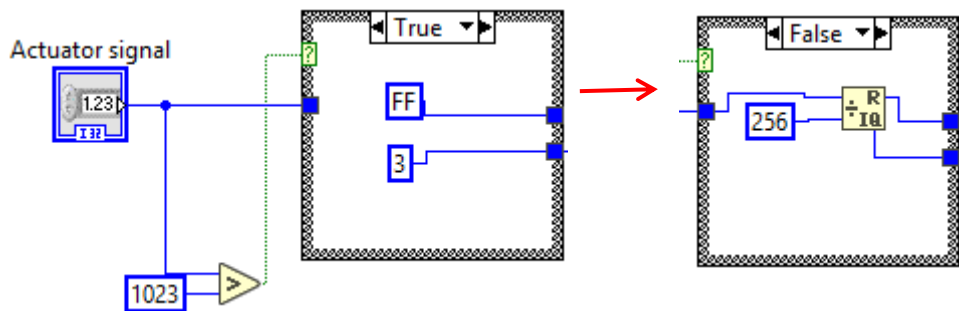 Actuator signal
1.23
I32
1023
>
?
True
FF
3
?
False
256
÷ R
IQ